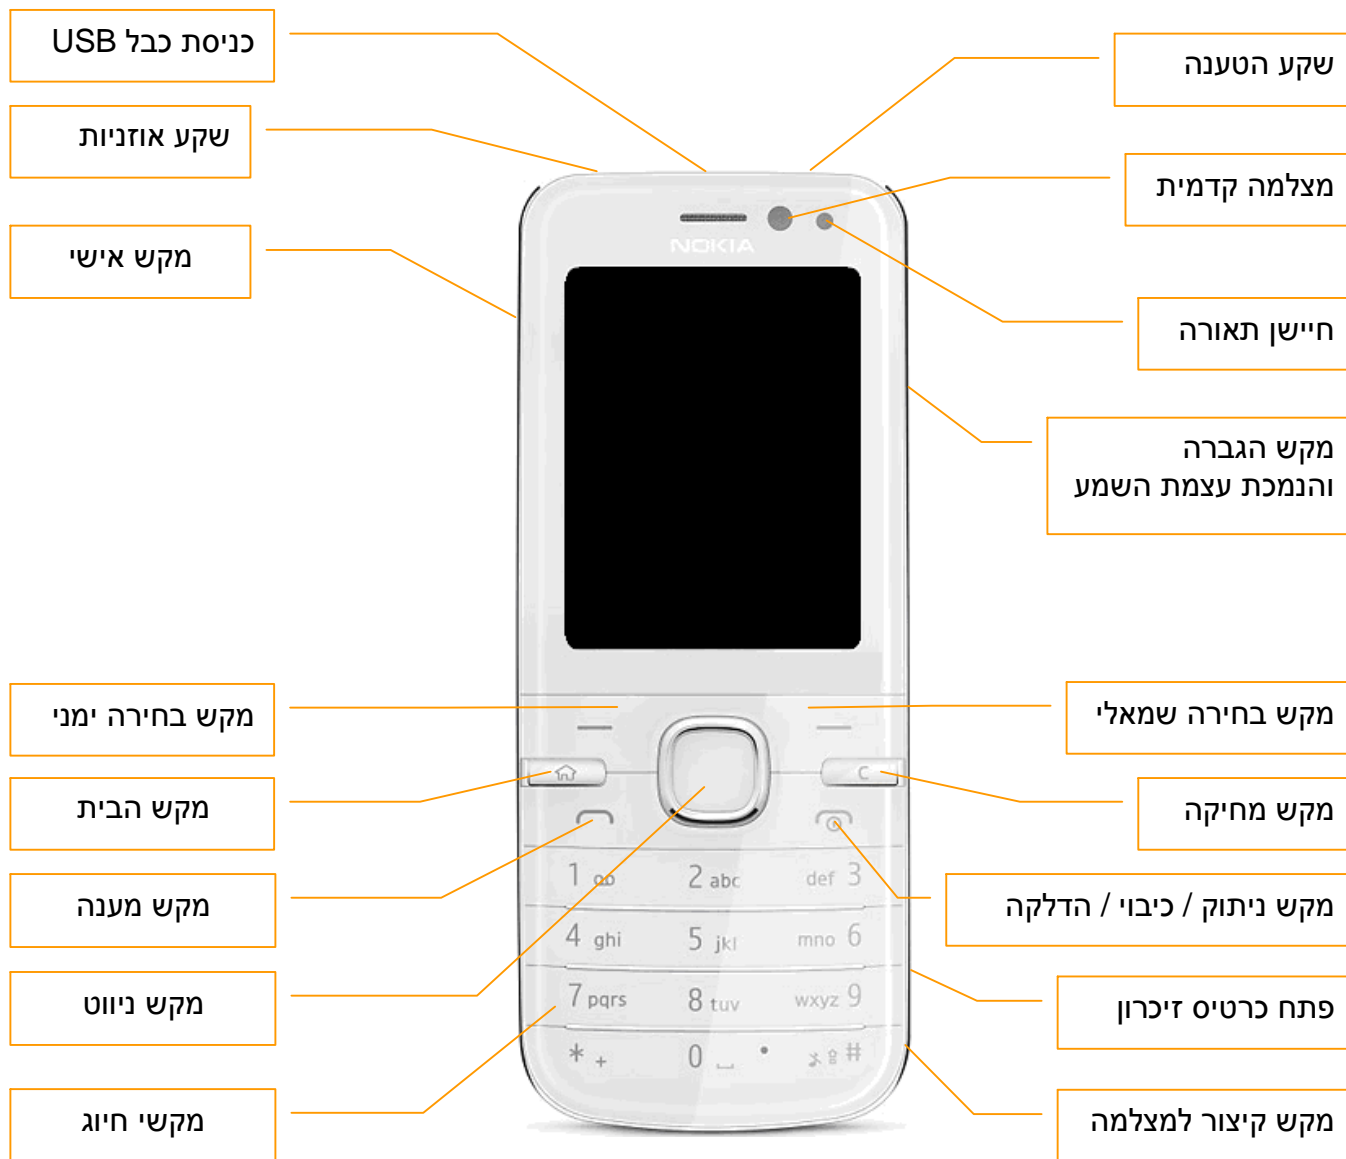 כניסת כבל USB
שקע אוזניות
מקש אישי
מקש בחירה ימני
מקש הבית
מקש מענה
מקש ניווט
מקשי חיוג
שקע הטענה
מצלמה קדמית
חיישן תאורה
מקש הגברה
והנמכת עצמת השמע
מקש בחירה שמאלי
מקש מחיקה
מקש ניתוק / כיבוי / הדלקה
פתח כרטיס זיכרון
מקש קיצור למצלמה
NOKIA
C
1 2 abc def 3
4 ghi 5 jkl mno 6
7 pqrs 8 tuv wxyz 9
* + 0 #